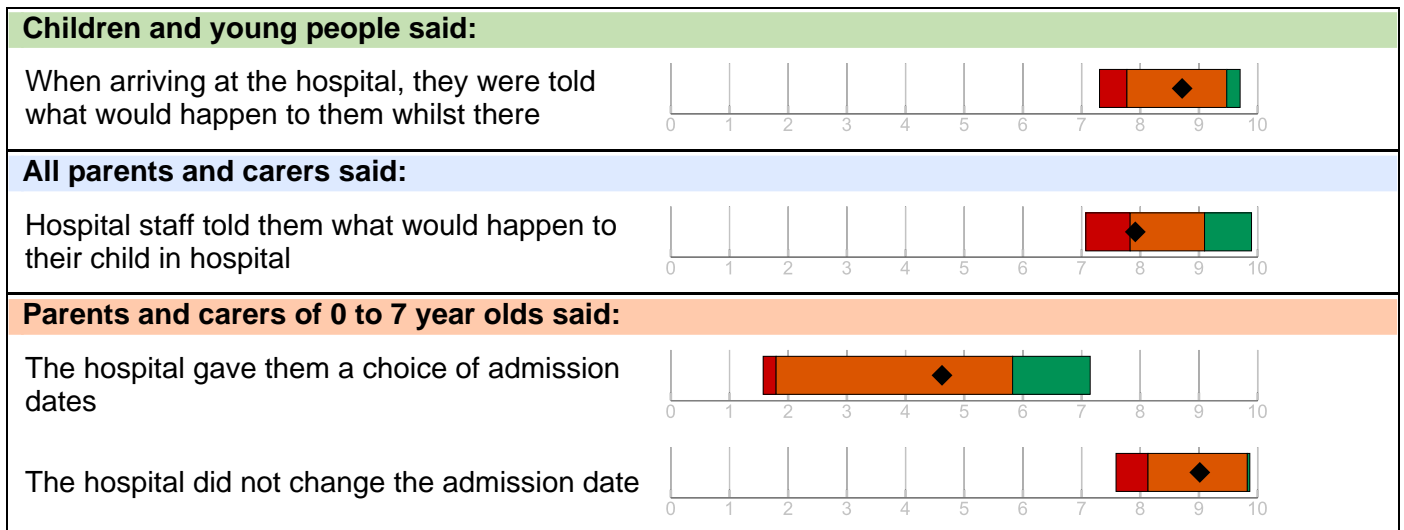 Children and young people said:
When arriving at the hospital, they were told
what would happen to them whilst there
0 1 2 3 4 5 6 7 8 9 10
All parents and carers said:
Hospital staff told them what would happen to
their child in hospital
0 1 2 3 4 5 6 7 8 9 10
Parents and carers of 0 to 7 year olds said:
The hospital gave them a choice of admission
dates
0 1 2 3 4 5 6 7 8 9 10
The hospital did not change the admission date
0 1 2 3 4 5 6 7 8 9 10